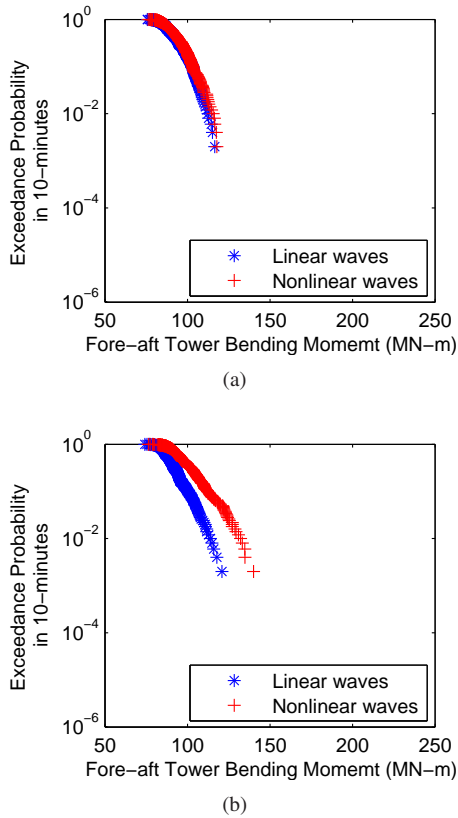 10^0
10^−2
10^−4
10^−6
Exceedance Probability
in 10−minutes
Linear waves
Nonlinear waves
50 100 150 200 250
Fore−aft Tower Bending Momemt (MN−m)
(a)
10^0
10^−2
10^−4
10^−6
Exceedance Probability
in 10−minutes
Linear waves
Nonlinear waves
50 100 150 200 250
Fore−aft Tower Bending Momemt (MN−m)
(b)